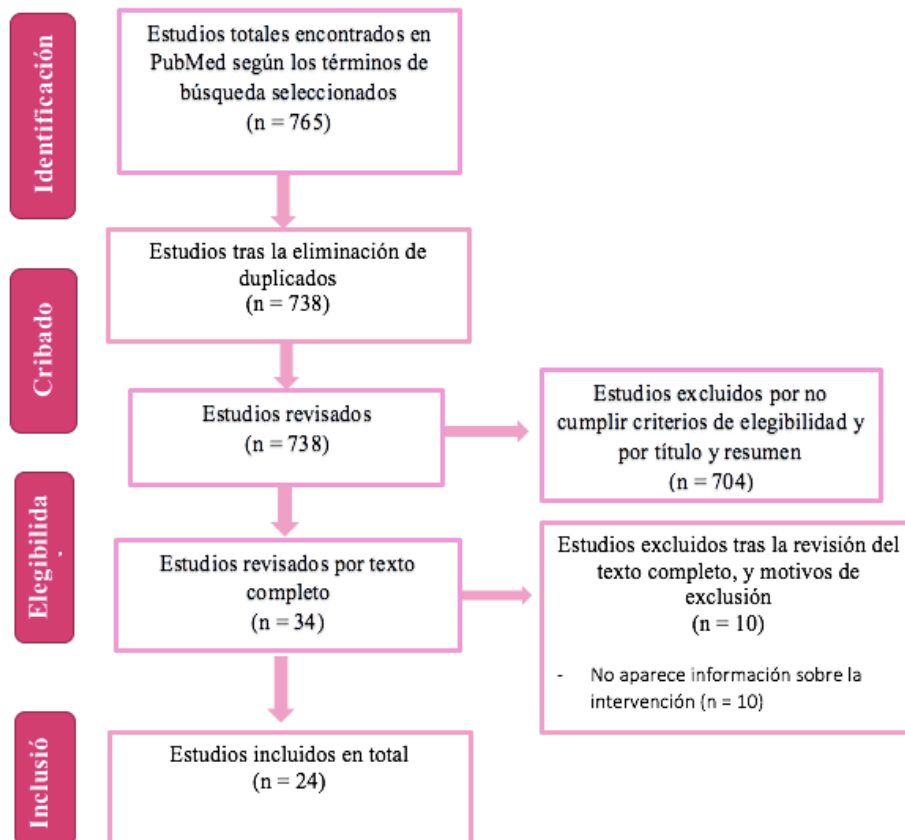 Identificación
Estudios totales encontrados en
PubMed según los términos de
búsqueda seleccionados
(n = 765)
Cribado
Estudios tras la eliminación de
duplicados
(n = 738)
Estudios revisados
(n = 738)
Estudios excluidos por no
cumplir criterios de elegibilidad y
por título y resumen
(n = 704)
Elegibilida
Estudios revisados por texto
completo
(n = 34)
Estudios excluidos tras la revisión del
texto completo, y motivos de
exclusión
(n = 10)
- No aparece información sobre la
intervención (n = 10)
Inclusió
Estudios incluidos en total
(n = 24)